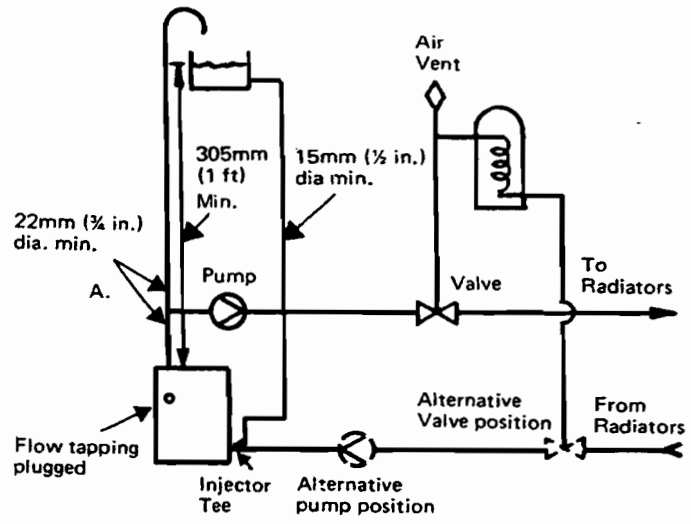 Air
Vent
305mm
(1 ft)
Min.
15mm (½ in.)
dia min.
22mm (¾ in.)
dia. min.
A.
Pump
Valve
To
Radiators
Alternative
Valve position
From
Radiators
Flow tapping
plugged
Injector
Tee
Alternative
pump position